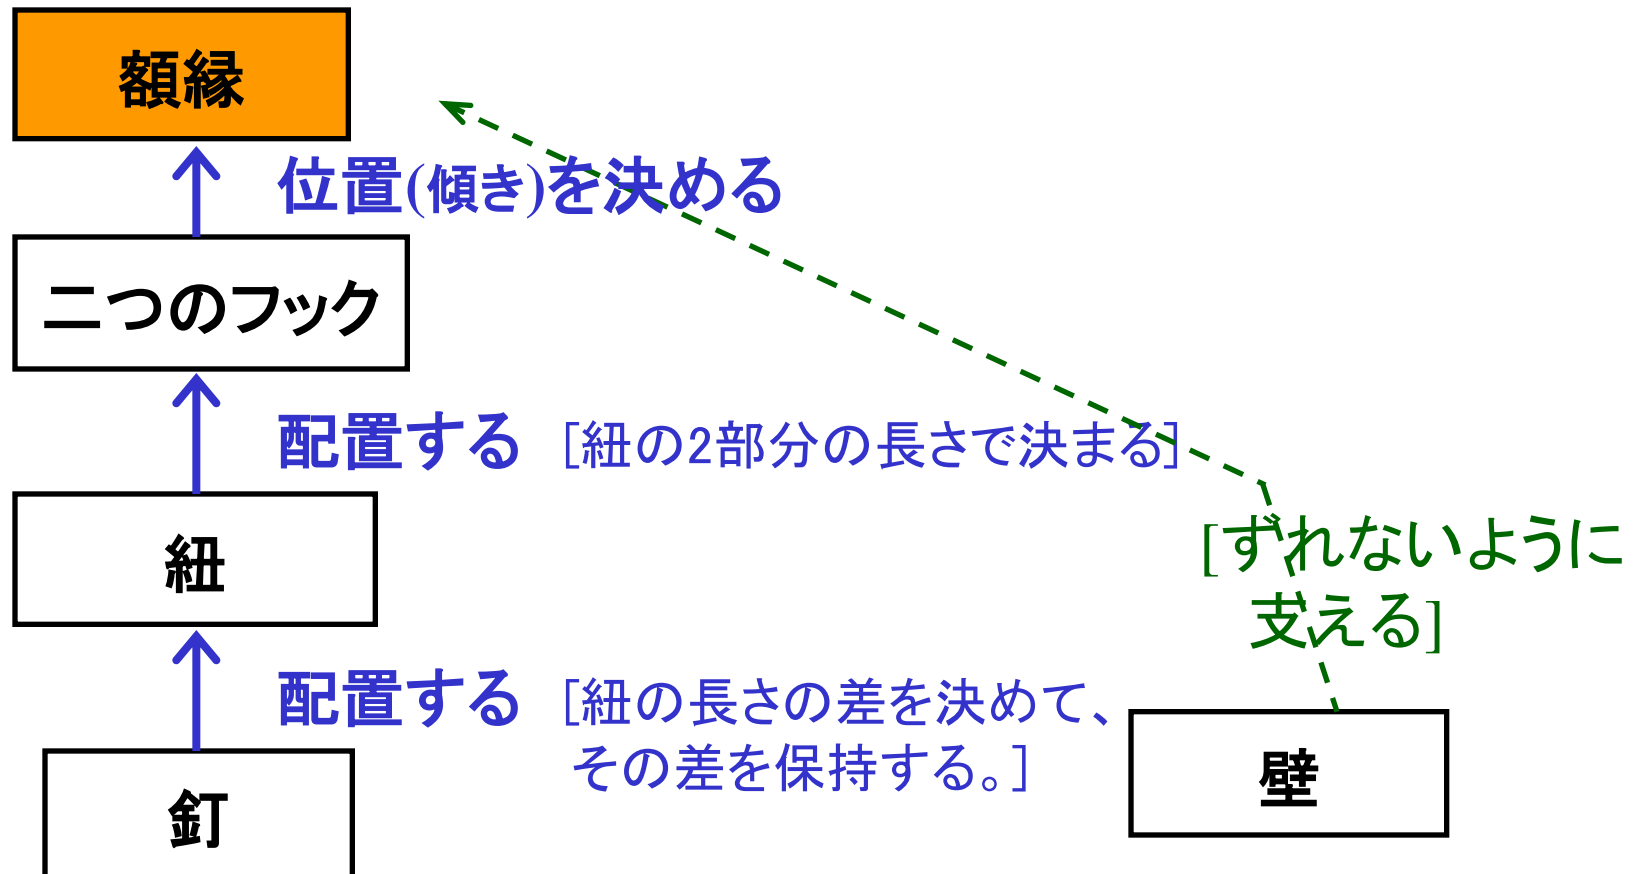 額縁
位置(傾き)を決める
二つのフック
配置する [紐の2部分の長さで決まる]
紐
[ずれないように
支える]
配置する [紐の長さの差を決めて、
その差を保持する。]
壁
釘